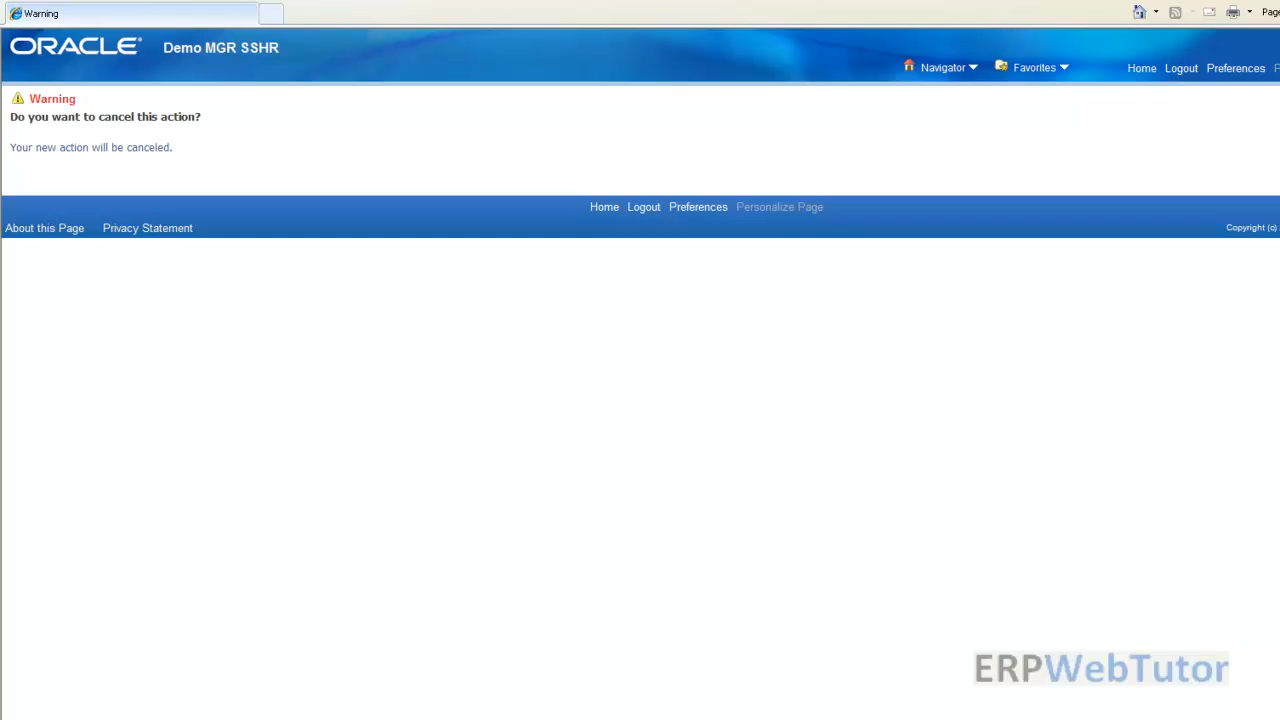 Warning
Page
ORACLE Demo MGR SSHR
Navigator Favorites Home Logout Preferences
Warning
Do you want to cancel this action?
Your new action will be canceled.
Home Logout Preferences Personalize Page
About this Page Privacy Statement Copyright (c)
ERPWebTutor